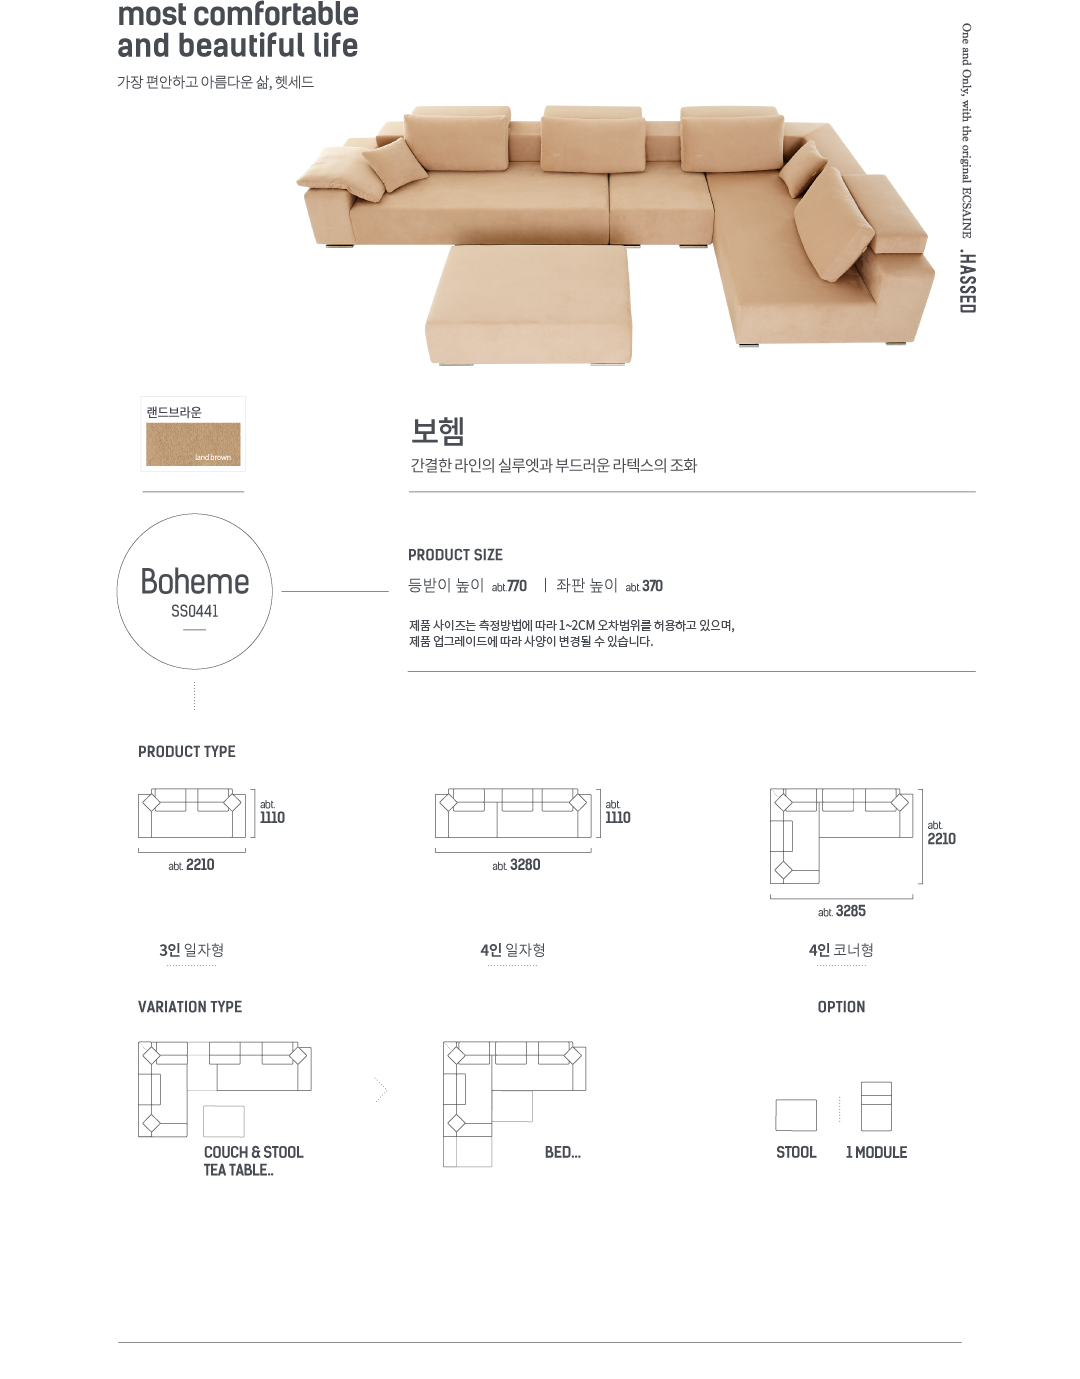 most comfortable
and beautiful life
가장 편안하고 아름다운 삶, 헷세드
One and Only, with the original ECSAINE .HASSED
랜드브라운
land brown
보헴
간결한 라인의 실루엣과 부드러운 라텍스의 조화
Boheme
SS0441
PRODUCT SIZE
등받이 높이 abt.770 | 좌판 높이 abt.370
제품 사이즈는 측정방법에 따라 1~2CM 오차범위를 허용하고 있으며,
제품 업그레이드에 따라 사양이 변경될 수 있습니다.
PRODUCT TYPE
abt.
1110
abt. 2210
3인 일자형
abt.
1110
abt. 3280
4인 일자형
abt.
2210
abt. 3285
4인 코너형
VARIATION TYPE
COUCH & STOOL
TEA TABLE..
BED...
OPTION
STOOL
1 MODULE